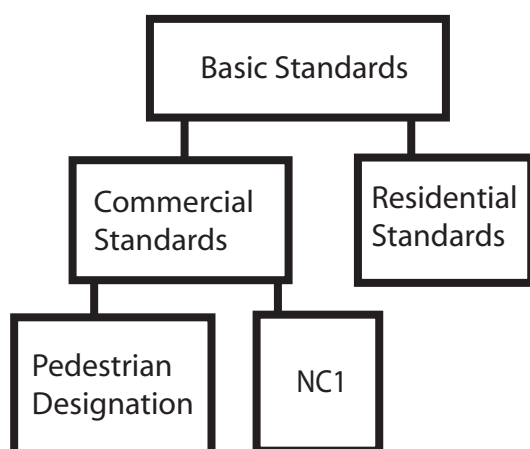 Basic Standards
Commercial
Standards
Residential
Standards
Pedestrian
Designation
NC1